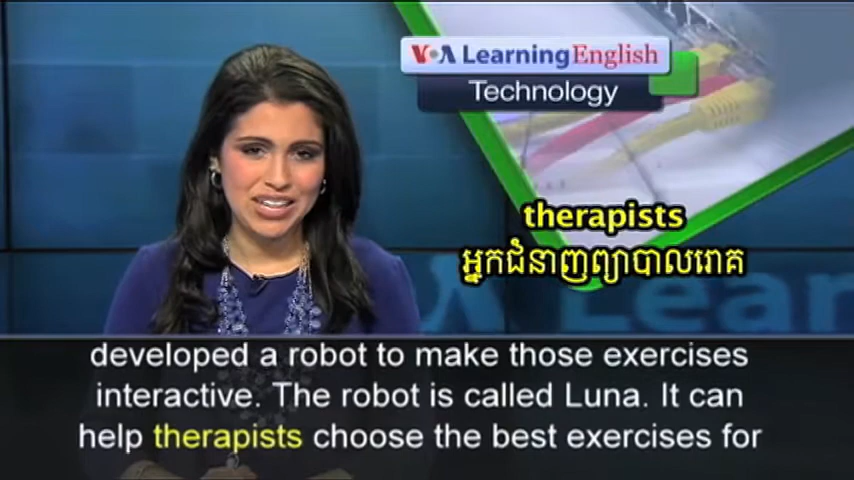 VOA Learning English
Technology
therapists
អ្នកជំនាញព្យាបាលរោគ
Learn
developed a robot to make those exercises
interactive. The robot is called Luna. It can
help therapists choose the best exercises for